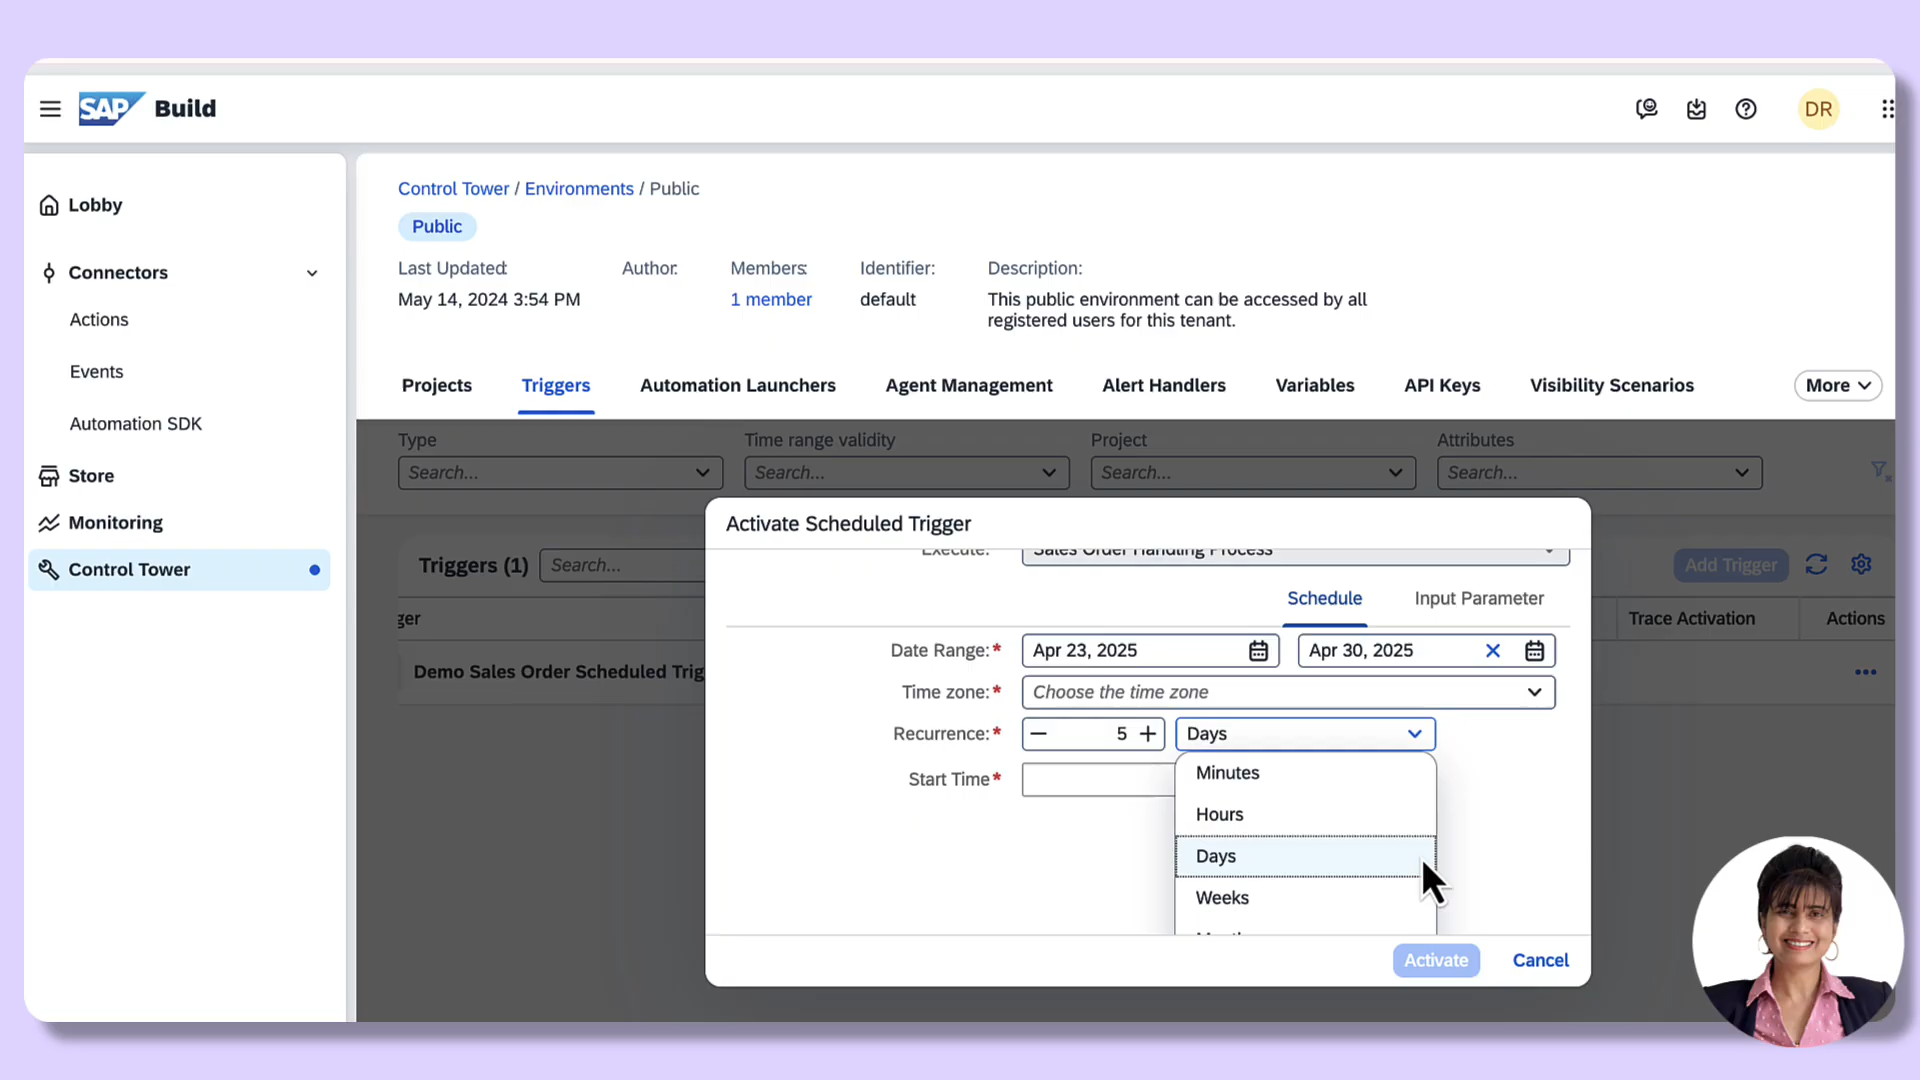 SAP Build
DR
Lobby
Connectors
Actions
Events
Automation SDK
Store
Monitoring
Control Tower
Control Tower / Environments / Public
Public
Last Updated:
May 14, 2024 3:54 PM
Author:
Members:
1 member
Identifier:
default
Description:
This public environment can be accessed by all
registered users for this tenant.
Projects Triggers Automation Launchers Agent Management Alert Handlers Variables API Keys Visibility Scenarios More
Type Time range validity Project Attributes
Search... Search... Search... Search...
Triggers (1) Search... Add Trigger
ger Trace Activation Actions
Demo Sales Order Scheduled Trig
Activate Scheduled Trigger
Execute: Sales Order Handling Process
Schedule Input Parameter
Date Range:* Apr 23, 2025 Apr 30, 2025
Time zone:* Choose the time zone
Recurrence:* 5 Days
Start Time*
Minutes
Hours
Days
Weeks
Activate Cancel